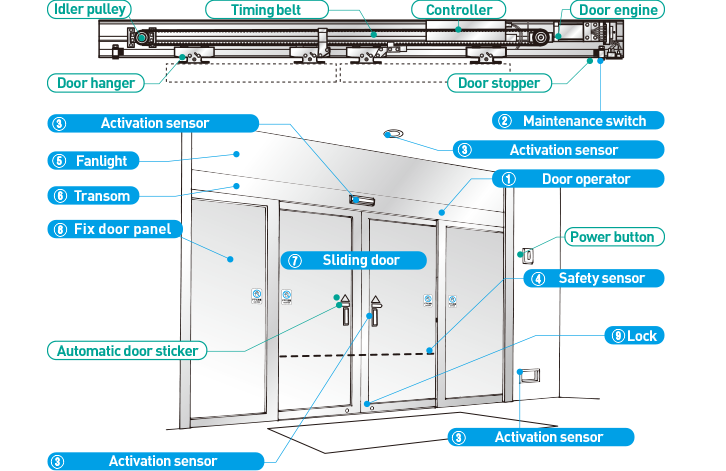 Idler pulley
Timing belt
Controller
Door engine
Door hanger
Door stopper
② Maintenance switch
③ Activation sensor
③ Activation sensor
⑤ Fanlight
① Door operator
⑥ Transom
⑧ Fix door panel
Power button
⑦ Sliding door
④ Safety sensor
⑨ Lock
Automatic door sticker
③ Activation sensor
③ Activation sensor